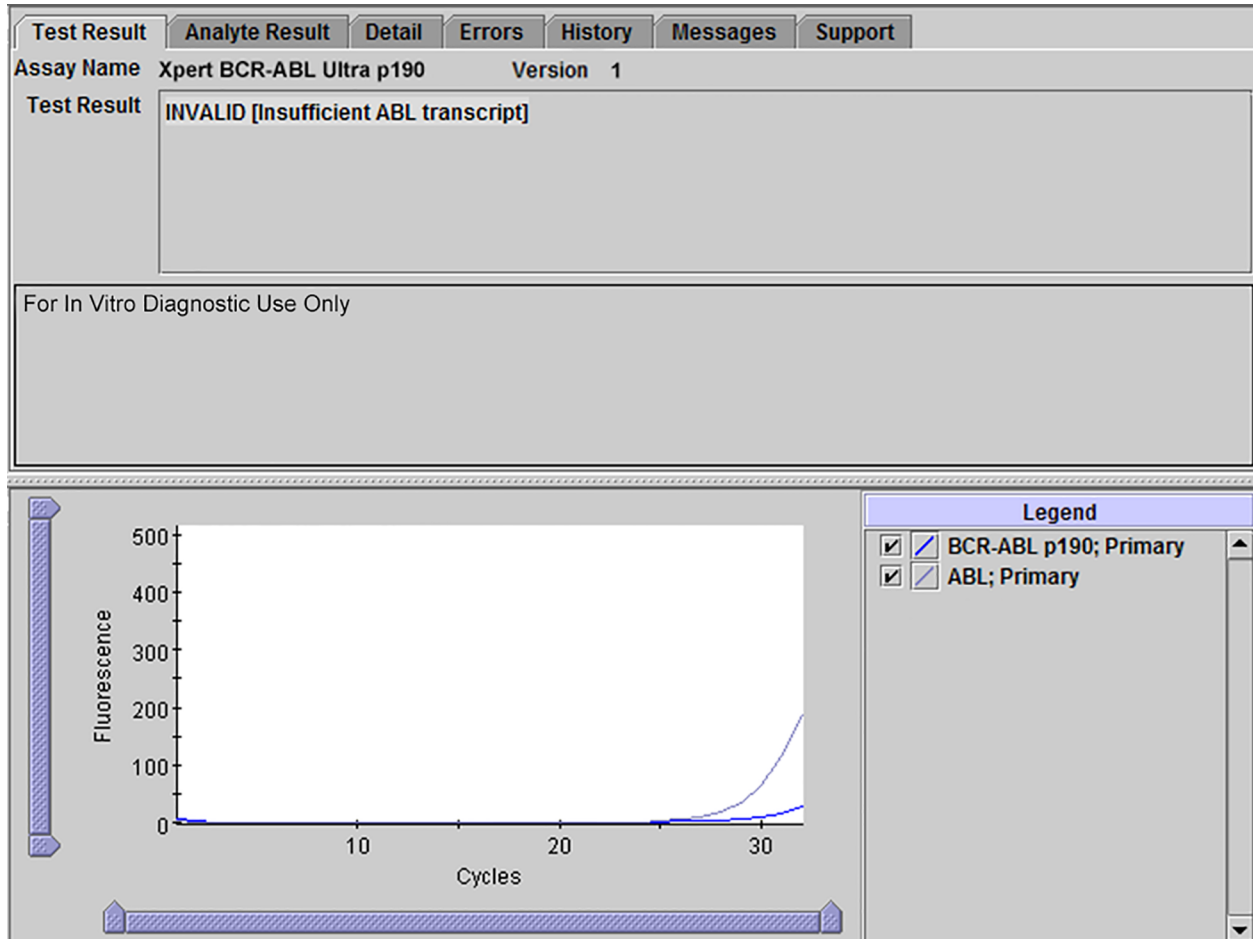 Test Result Analyte Result Detail Errors History Messages Support
Assay Name Xpert BCR-ABL Ultra p190 Version 1
Test Result INVALID [Insufficient ABL transcript]
For In Vitro Diagnostic Use Only
500
400
300
200
100
0
Fluorescence
10 20 30
Cycles
Legend
BCR-ABL p190; Primary
ABL; Primary